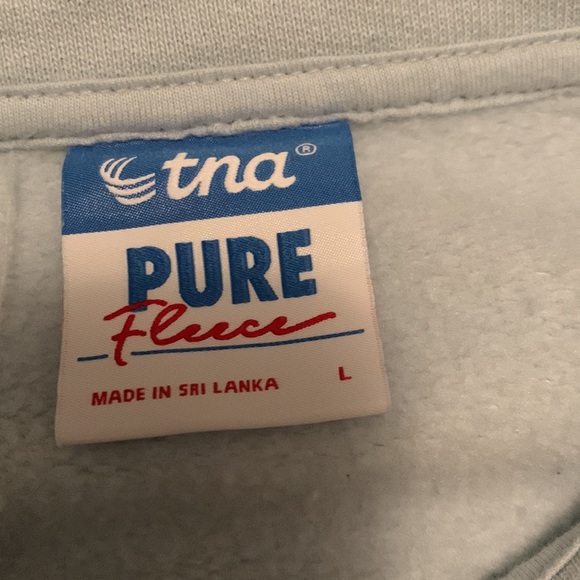 tna®
PURE
Fleece
MADE IN SRI LANKA L